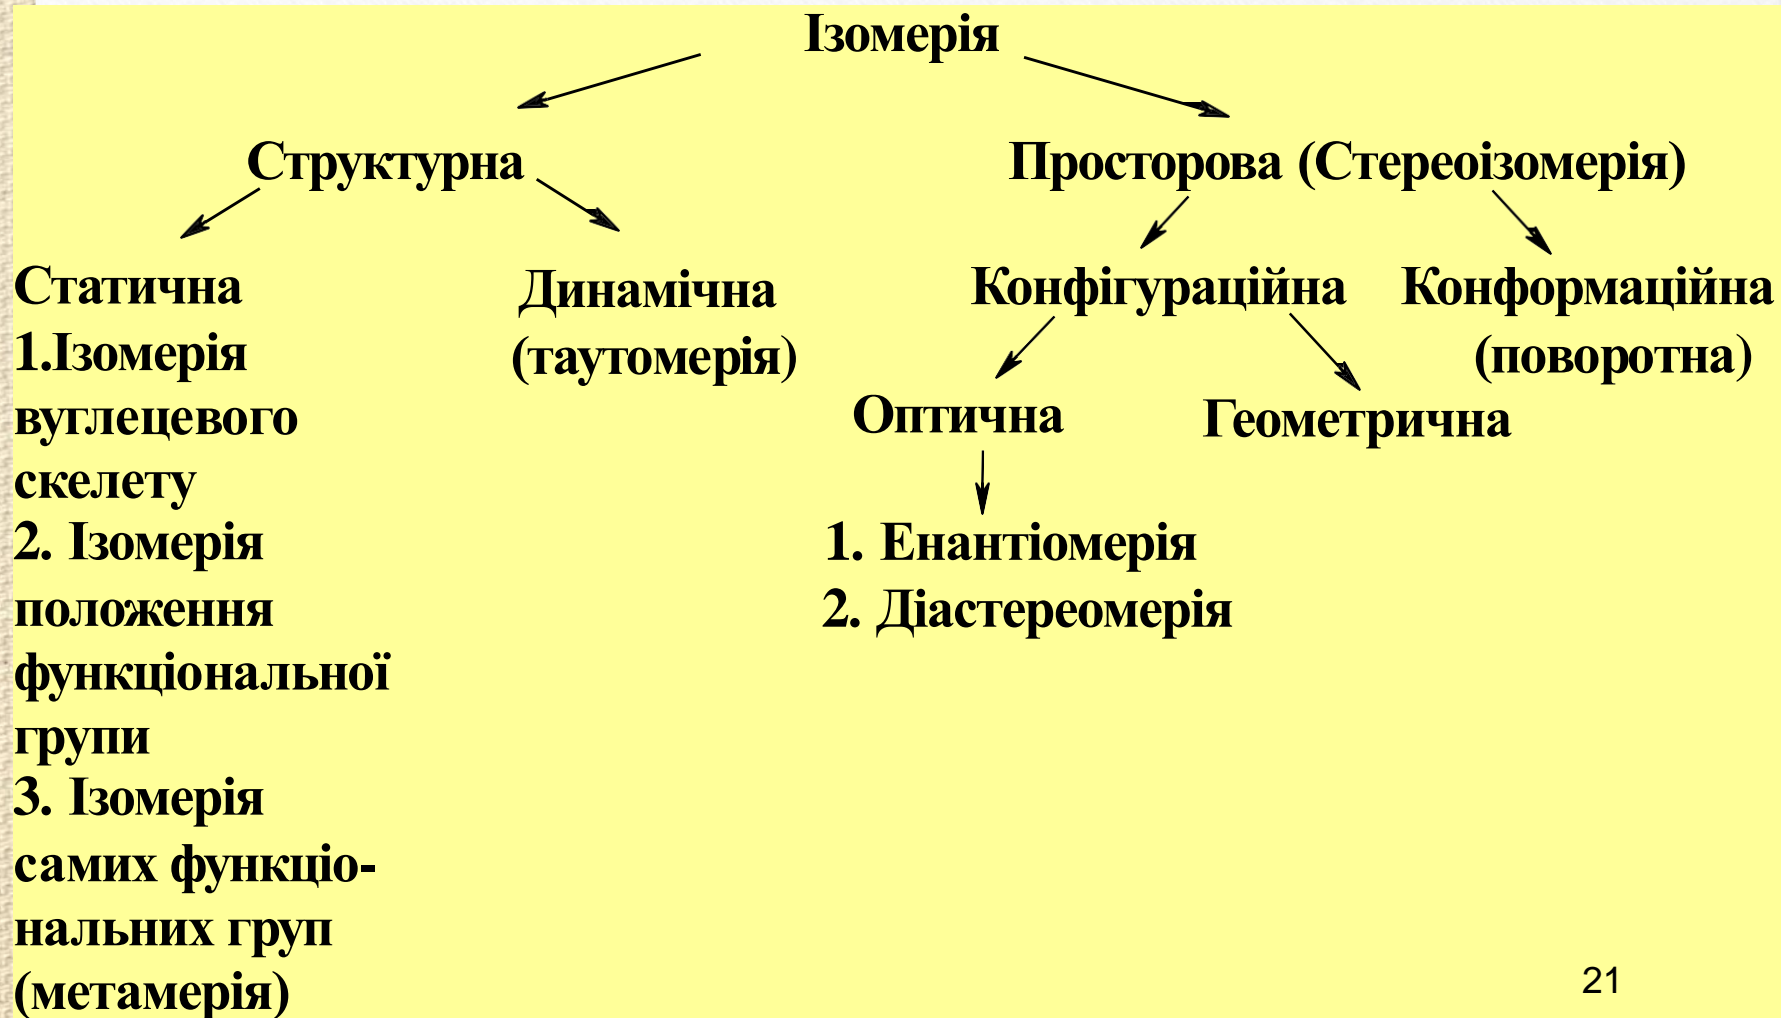 Ізомерія
Структурна
Просторова (Стереоізомерія)
Статична
1.Ізомерія
вуглецевого
скелету
2. Ізомерія
положення
функціональної
групи
3. Ізомерія
самих функціо-
нальних груп
(метамерія)
Динамічна
(таутомерія)
Конфігураційна
Конформаційна
(поворотна)
Оптична
Геометрична
1. Енантіомерія
2. Діастереомерія
21